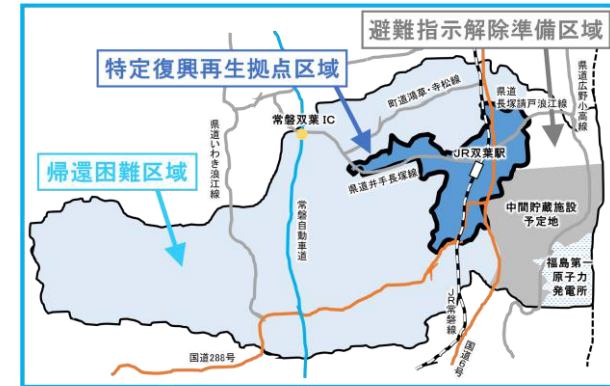 避難指示解除準備区域
特定復興再生拠点区域
町道鴻草・寺松線
県道
長塚請戸浪江線
県道広野小高線
常磐双葉IC
JR双葉駅
県道いわき浪江線
帰還困難区域
県道井手長塚線
中間貯蔵施設
予定地
常磐自動車道
福島第一
原子力
発電所
JR常磐線
国道6号
国道288号